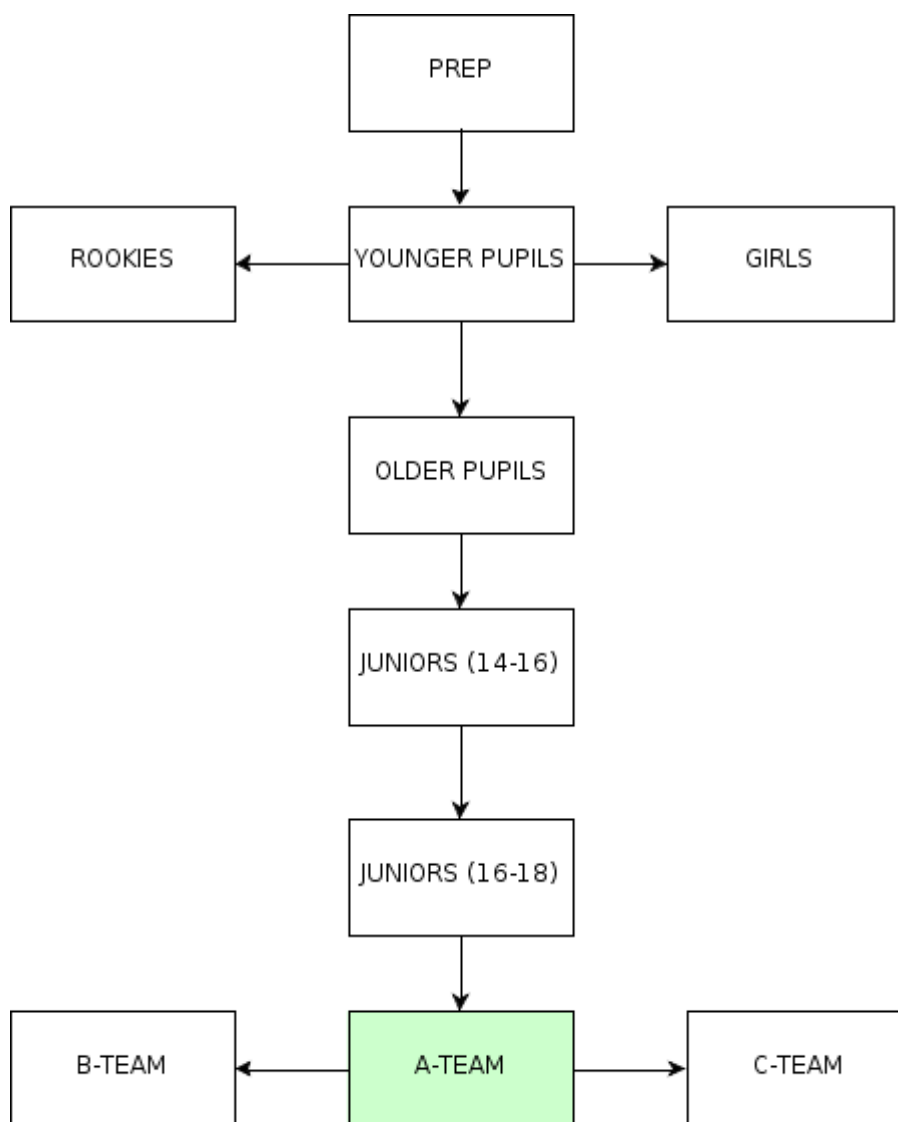 PREP
ROOKIES
YOUNGER PUPILS
GIRLS
OLDER PUPILS
JUNIORS (14-16)
JUNIORS (16-18)
B-TEAM
A-TEAM
C-TEAM